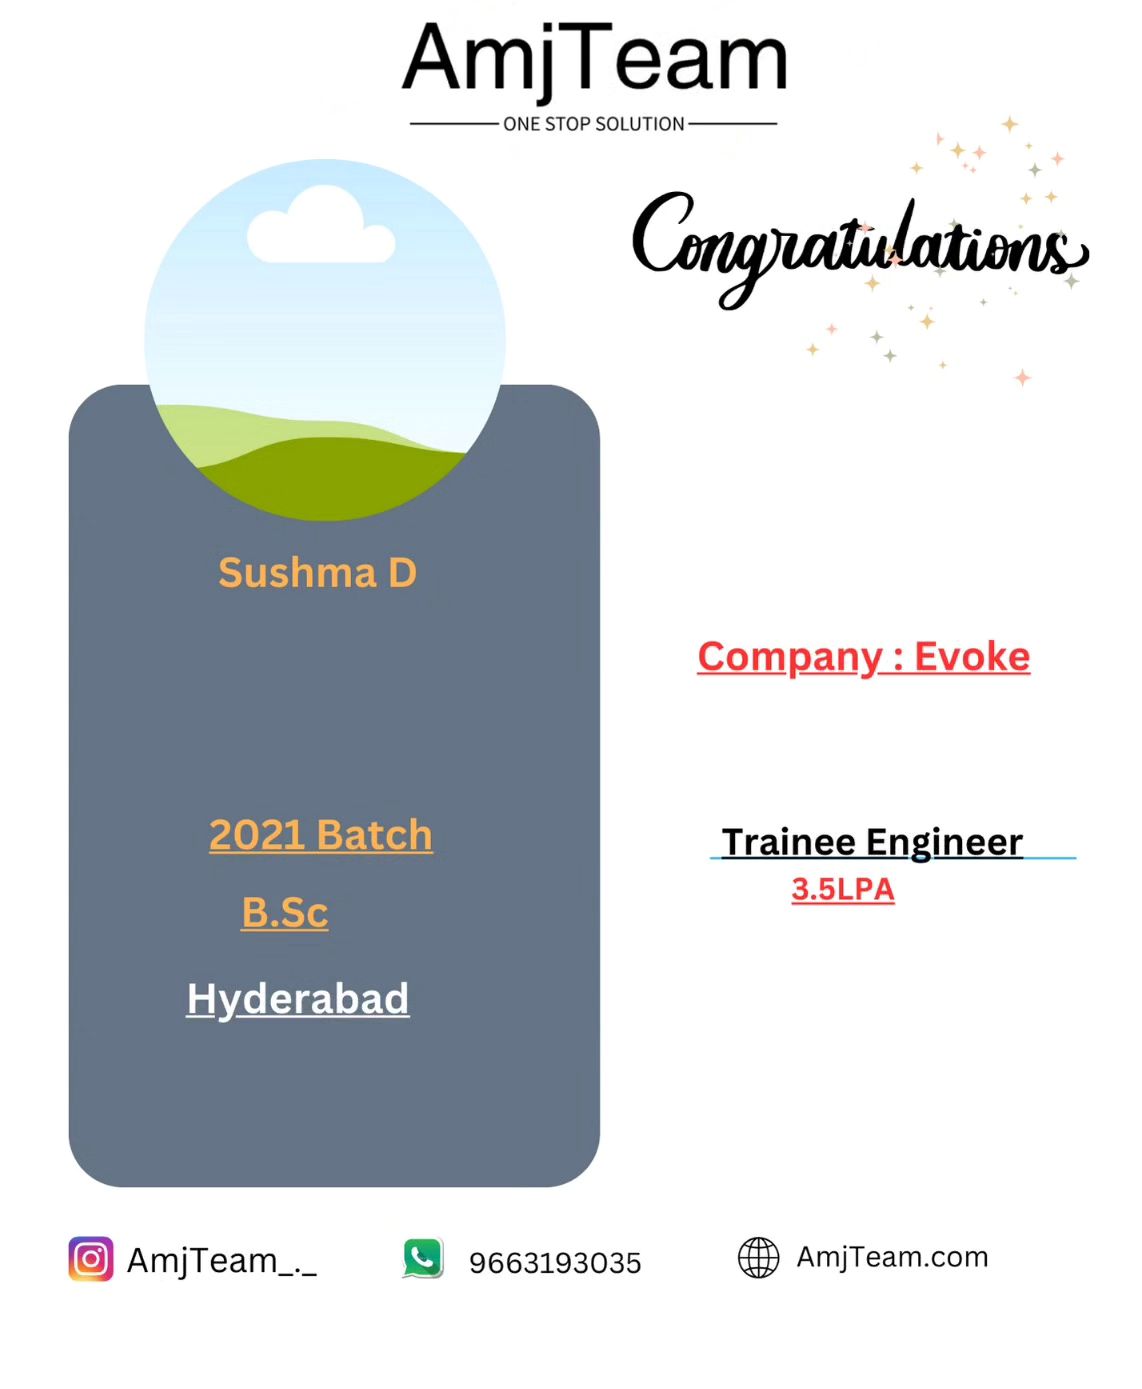 AmjTeam
ONE STOP SOLUTION
Congratulations
Sushma D
Company : Evoke
2021 Batch
Trainee Engineer
3.5LPA
B.Sc
Hyderabad
AmjTeam_._
9663193035
AmjTeam.com